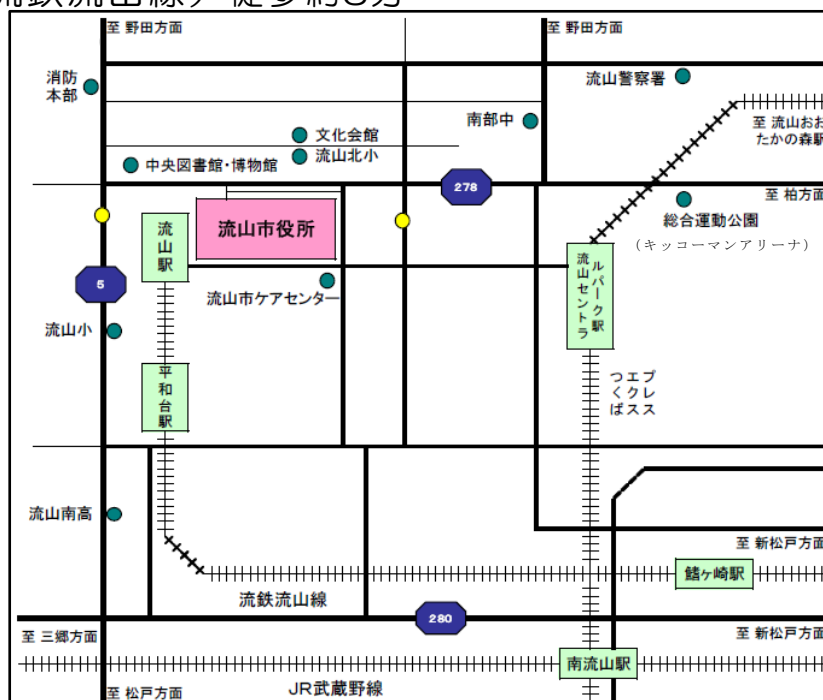 至 野田方面
至 野田方面
消防
本部
流山警察署
南部中
至 流山おお
たかの森駅
文化会館
流山北小
中央図書館・博物館
278
至 柏方面
総合運動公園
（キッコーマンアリーナ）
流山駅
流山市役所
流山セントラ
ルパーク駅
5
流山市ケアセンター
流山小
平和台駅
つくば
エクス
プレス
流山南高
至 新松戸方面
鰭ヶ崎駅
流鉄流山線
280
至 三郷方面
至 新松戸方面
南流山駅
至 松戸方面
JR武蔵野線